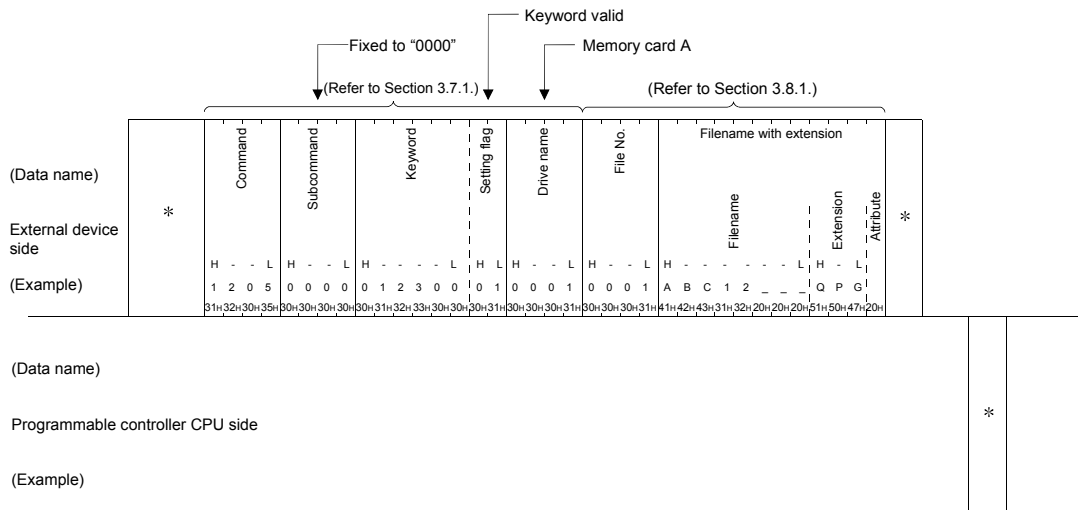 Keyword valid
Fixed to "0000"
Memory card A
(Refer to Section 3.7.1.)
(Refer to Section 3.8.1.)
(Data name)
External device side
(Example)
*
Command
Subcommand
Keyword
Setting flag
Drive name
File No.
Filename with extension
Filename
Extension
Attribute
*
H - - L H - - L H - - - - L H L H - - L H - - L H - - - - - - L H - L
1 2 0 5 0 0 0 0 0 1 2 3 0 0 0 1 0 0 0 1 0 0 0 1 A B C 1 2 _ _ _ Q P G
31H 32H 30H 35H 30H 30H 30H 30H 30H 31H 32H 33H 30H 30H 30H 31H 30H 30H 30H 31H 30H 30H 30H 31H 41H 42H 43H 31H 32H 20H 20H 20H 51H 50H 47H 20H
(Data name)
Programmable controller CPU side
(Example)
*